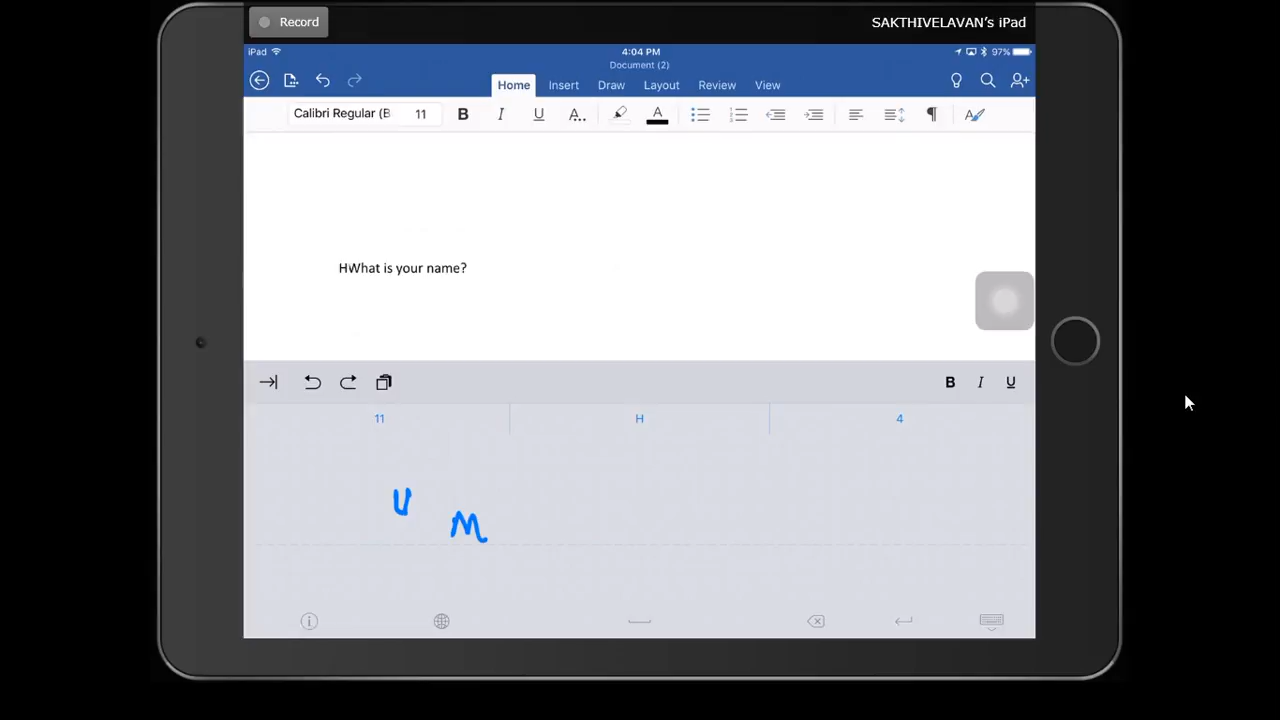 Record
SAKTHIVELAVAN's iPad
iPad 4:04 PM 97%
Document (2)
Home Insert Draw Layout Review View
Calibri Regular (B 11 B I U A.. A
HWhat is your name?
B I U
11 H 4
U M